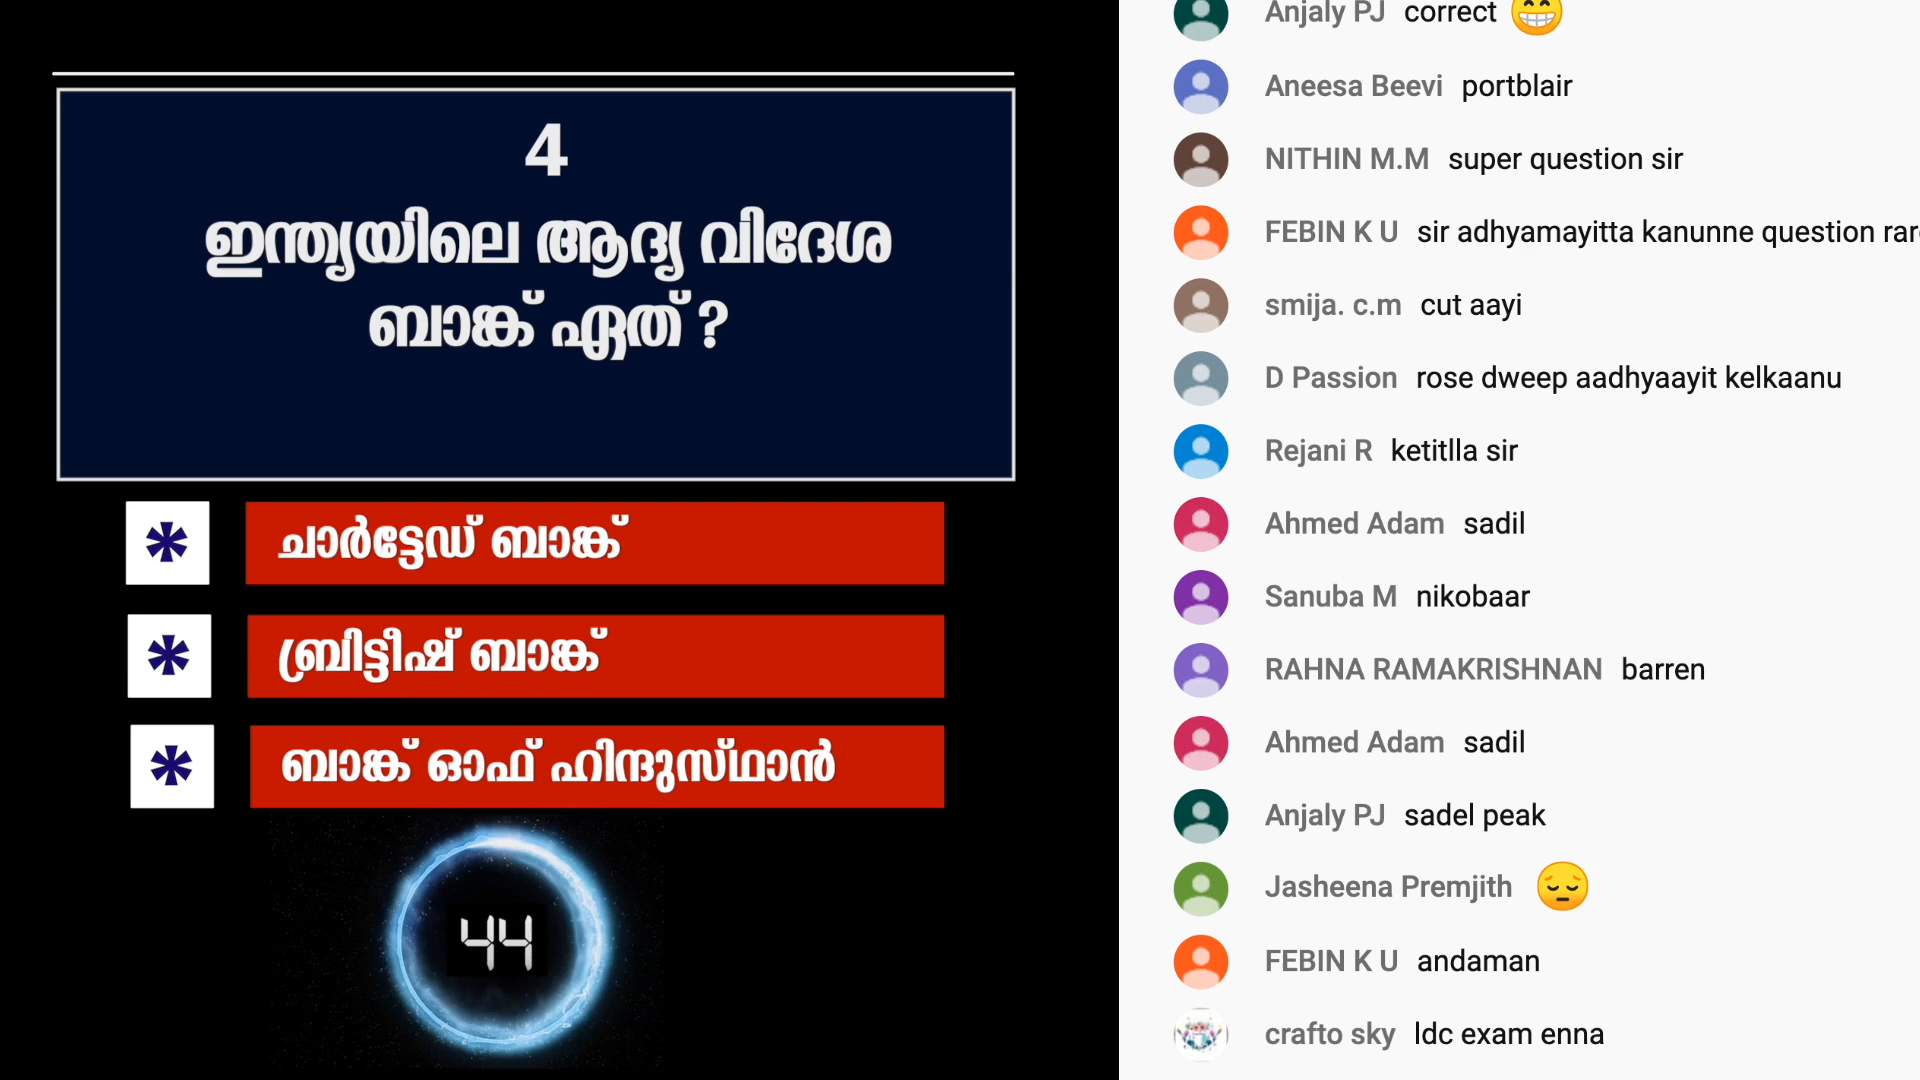 4
ഇന്ത്യയിലെ ആദ്യ വിദേശ
ബാങ്ക് ഏത് ?
* ചാർട്ടേഡ് ബാങ്ക്
* ബ്രിട്ടീഷ് ബാങ്ക്
* ബാങ്ക് ഓഫ് ഹിന്ദുസ്ഥാൻ
44
Anjaly PJ correct 😁
Aneesa Beevi portblair
NITHIN M.M super question sir
FEBIN K U sir adhyamayitta kanunne question
smija. c.m cut aayi
D Passion rose dweep aadhyaayit kelkaanu
Rejani R ketitlla sir
Ahmed Adam sadil
Sanuba M nikobaar
RAHNA RAMAKRISHNAN barren
Ahmed Adam sadil
Anjaly PJ sadel peak
Jasheena Premjith 😔
FEBIN K U andaman
crafto sky ldc exam enna